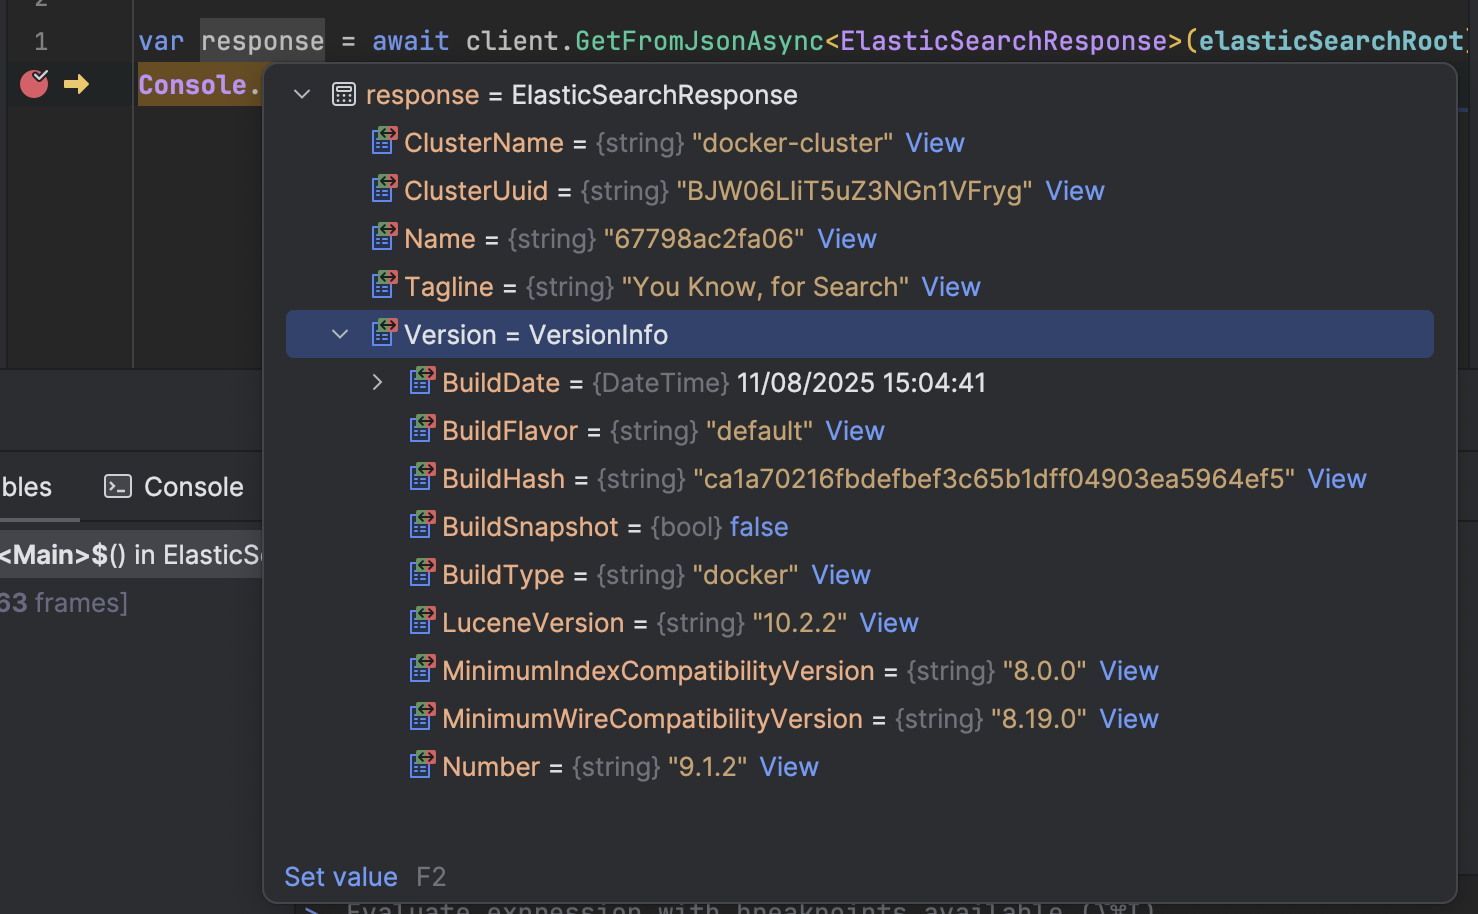 2
1 var response = await client.GetFromJsonAsync<ElasticSearchResponse>(elasticSearchRoot)
Console.
response = ElasticSearchResponse
ClusterName = {string} "docker-cluster" View
ClusterUuid = {string} "BJW06LIiT5uZ3NGn1VFryg" View
Name = {string} "67798ac2fa06" View
Tagline = {string} "You Know, for Search" View
Version = VersionInfo
BuildDate = {DateTime} 11/08/2025 15:04:41
BuildFlavor = {string} "default" View
BuildHash = {string} "ca1a70216fbdefbef3c65b1dff04903ea5964ef5" View
BuildSnapshot = {bool} false
BuildType = {string} "docker" View
LuceneVersion = {string} "10.2.2" View
MinimumIndexCompatibilityVersion = {string} "8.0.0" View
MinimumWireCompatibilityVersion = {string} "8.19.0" View
Number = {string} "9.1.2" View
Set value F2
bles Console
<Main>$() in ElasticS
63 frames]
Evaluate expression with breakpoints available